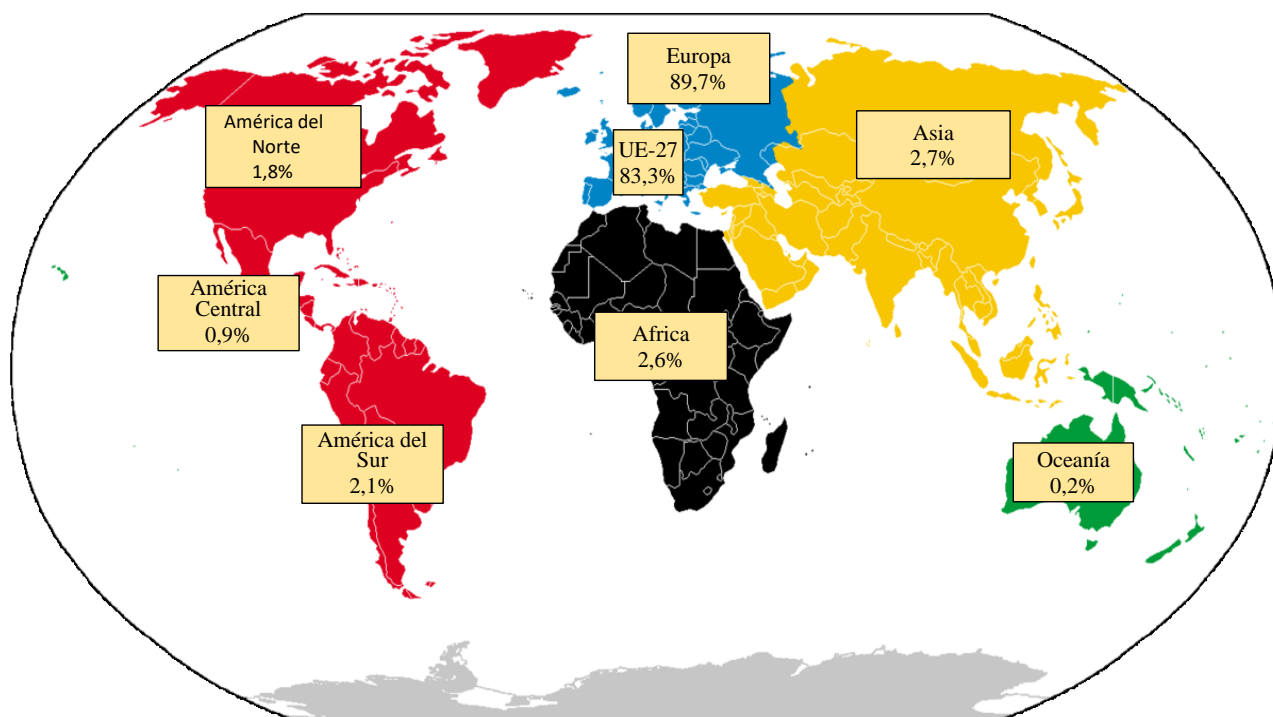 Europa
89,7%
América del
Norte
1,8%
UE-27
83,3%
Asia
2,7%
América
Central
0,9%
Africa
2,6%
América del
Sur
2,1%
Oceanía
0,2%